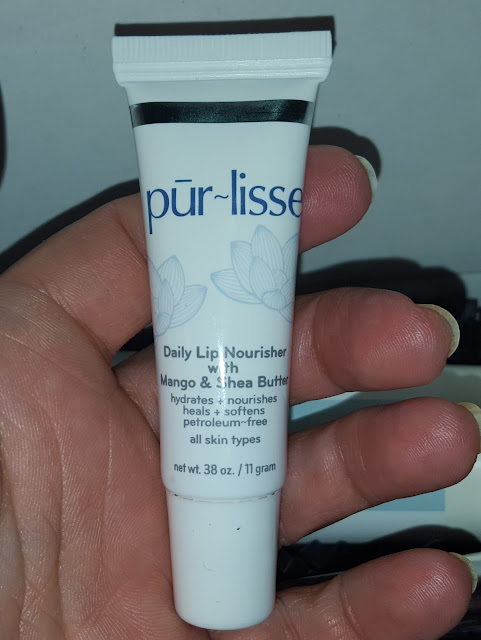 pūr~lisse
Daily Lip Nourisher
with
Mango & Shea Butter
hydrates + nourishes
heals + softens
petroleum~free
all skin types
net wt. 38 oz. / 11 gram